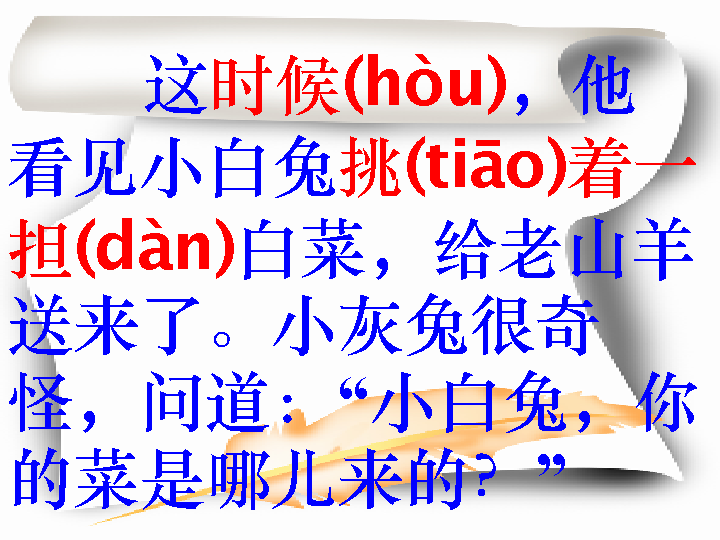 这时候(hòu)，他
看见小白兔挑(tiāo)着一
担(dàn)白菜，给老山羊
送来了。小灰兔很奇
怪，问道：“小白兔，你
的菜是哪儿来的？”